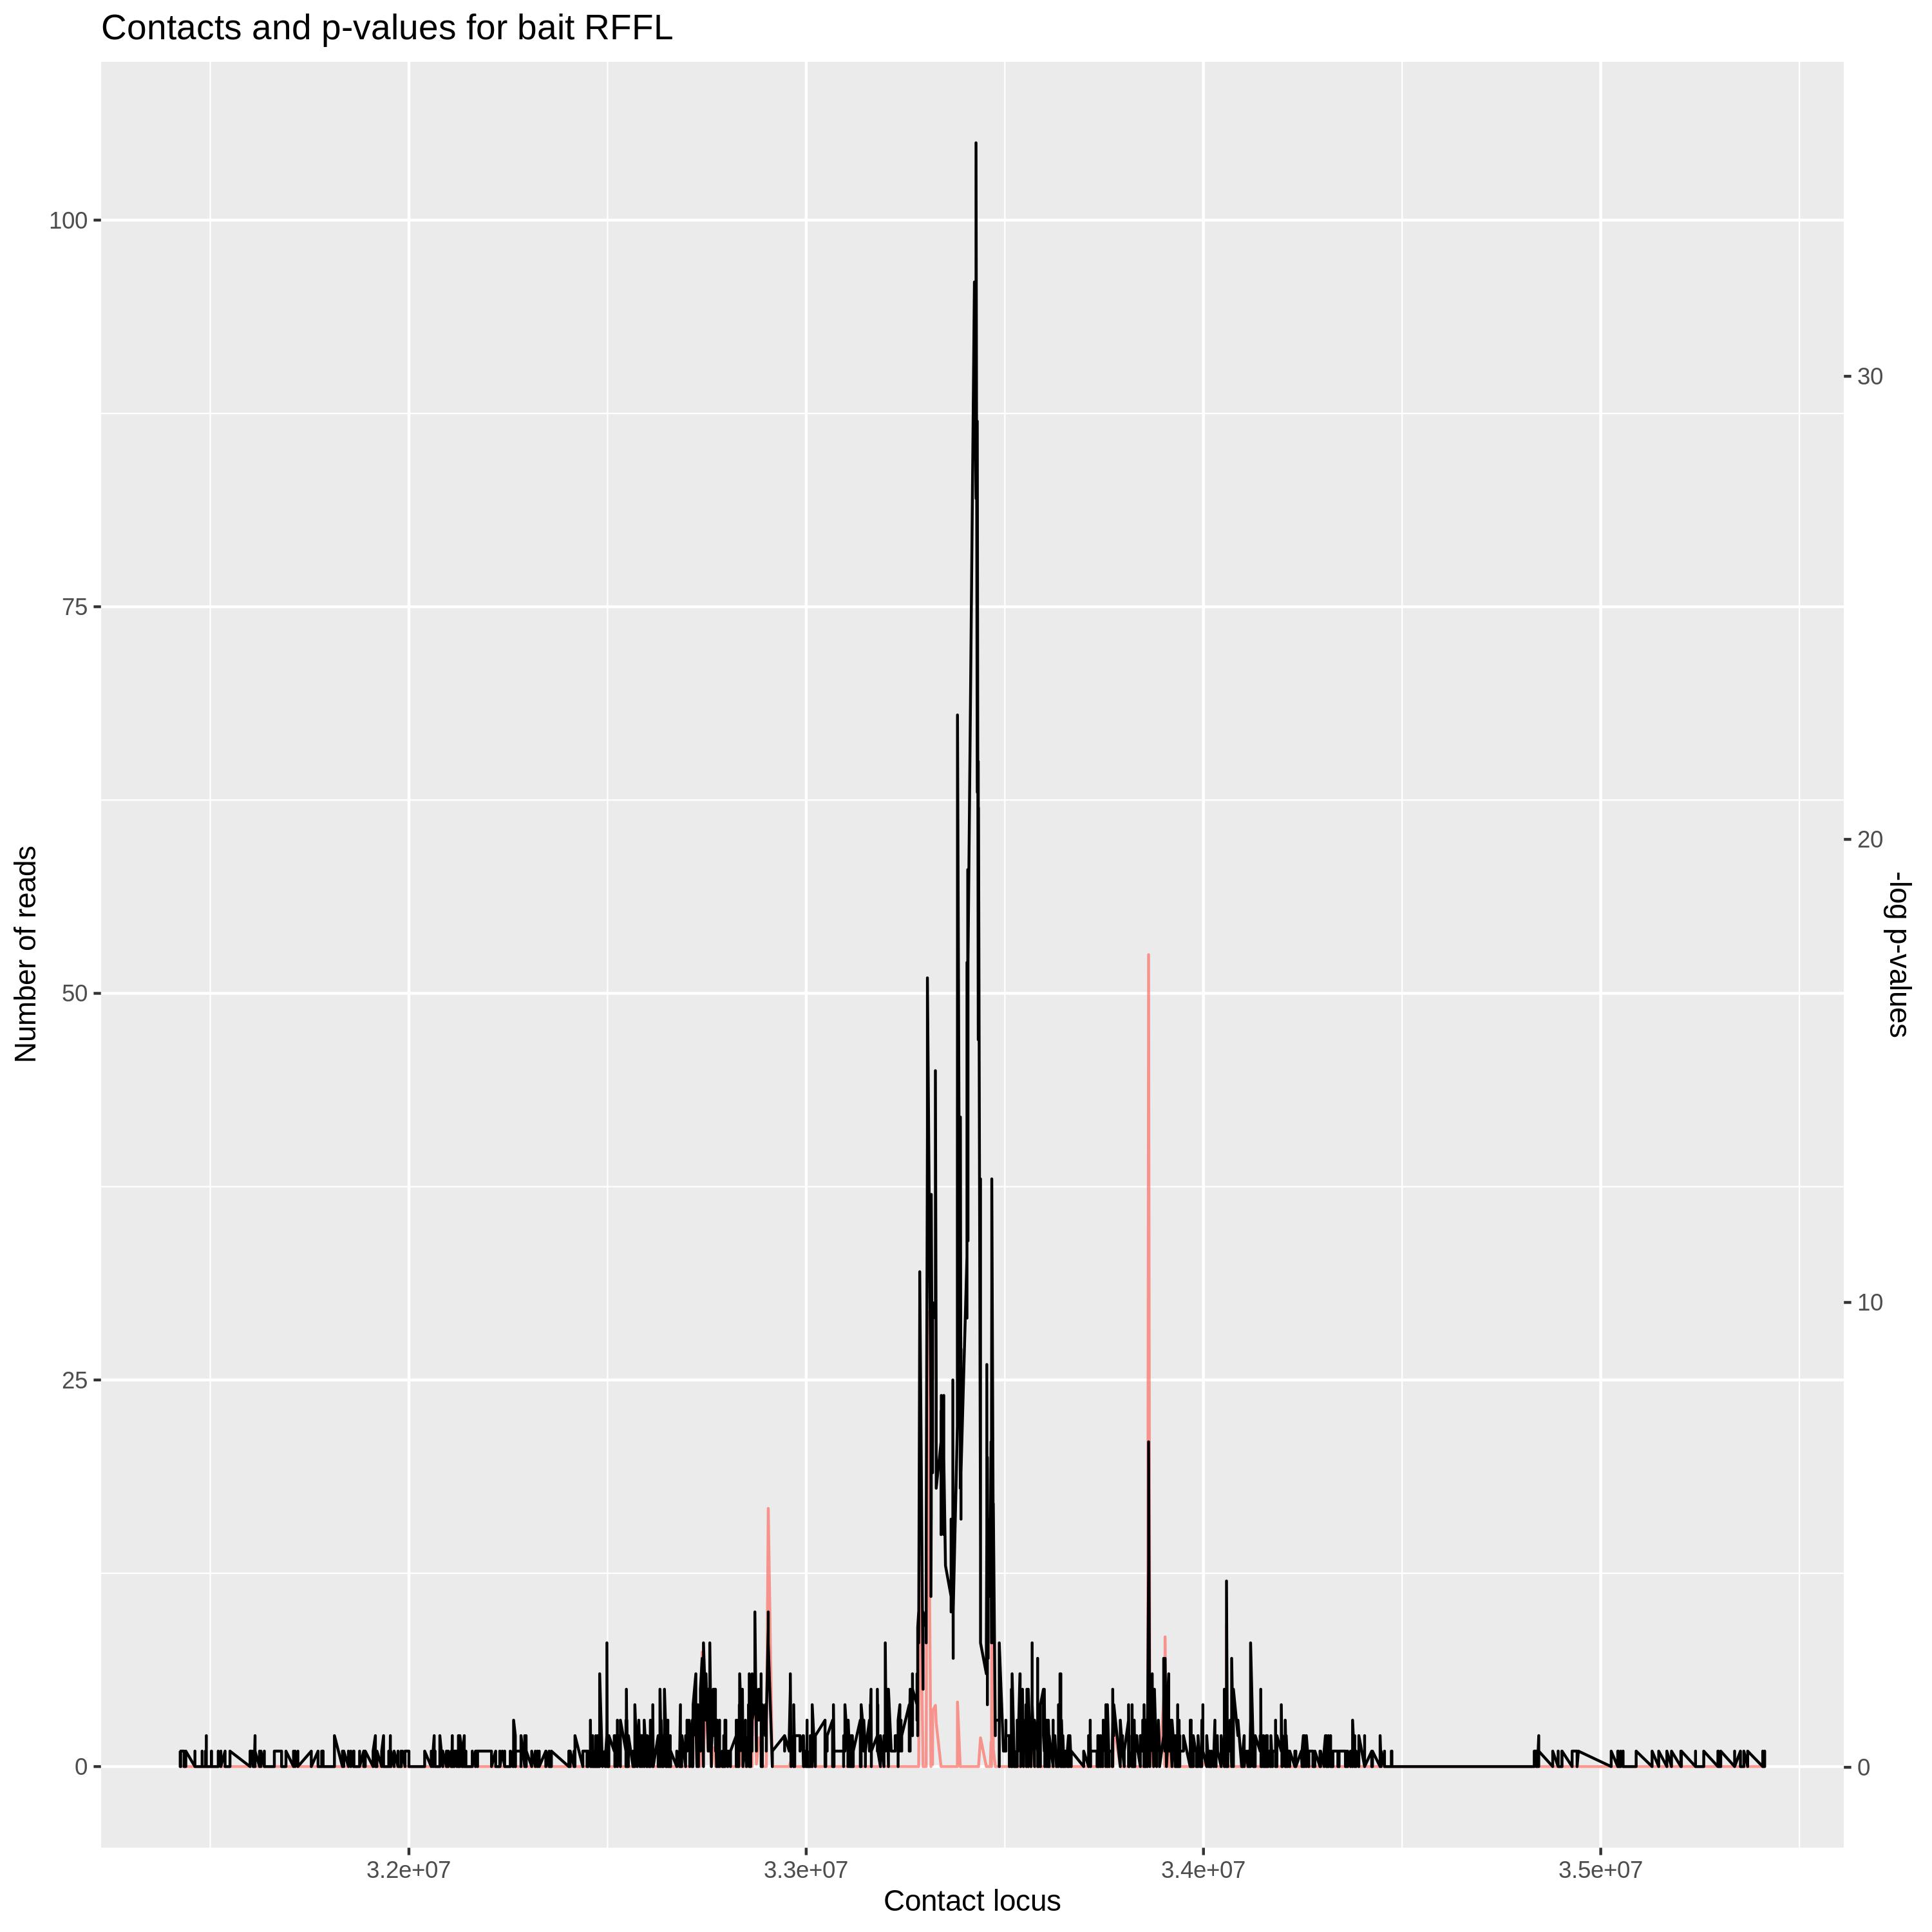 Contacts and p-values for bait RFFL
100
75
50
25
0
Number of reads
30
20
10
0
-log p-values
3.2e+07
3.3e+07
3.4e+07
3.5e+07
Contact locus